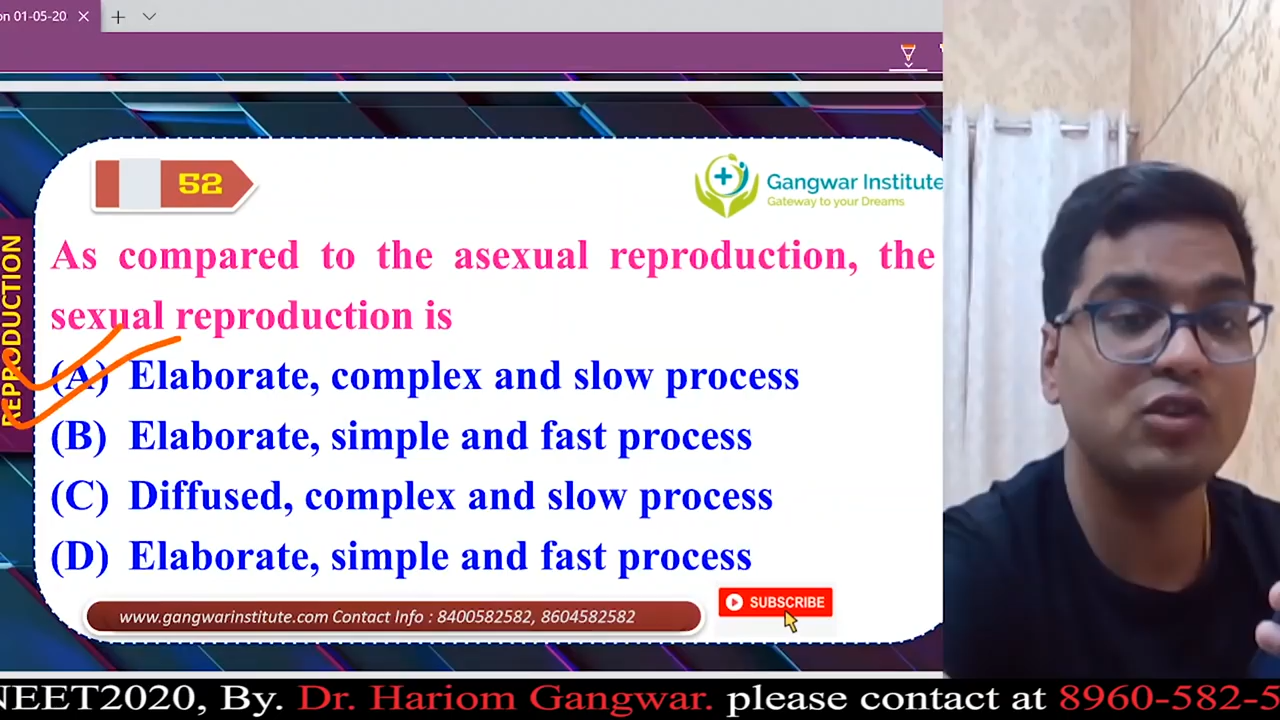 on 01-05-20
52
Gangwar Institute
Gateway to your Dreams
REPRODUCTION
As compared to the asexual reproduction, the
sexual reproduction is
(A) Elaborate, complex and slow process
(B) Elaborate, simple and fast process
(C) Diffused, complex and slow process
(D) Elaborate, simple and fast process
www.gangwarinstitute.com Contact Info : 8400582582, 8604582582
SUBSCRIBE
NEET2020, By. Dr. Hariom Gangwar. please contact at 8960-582-5